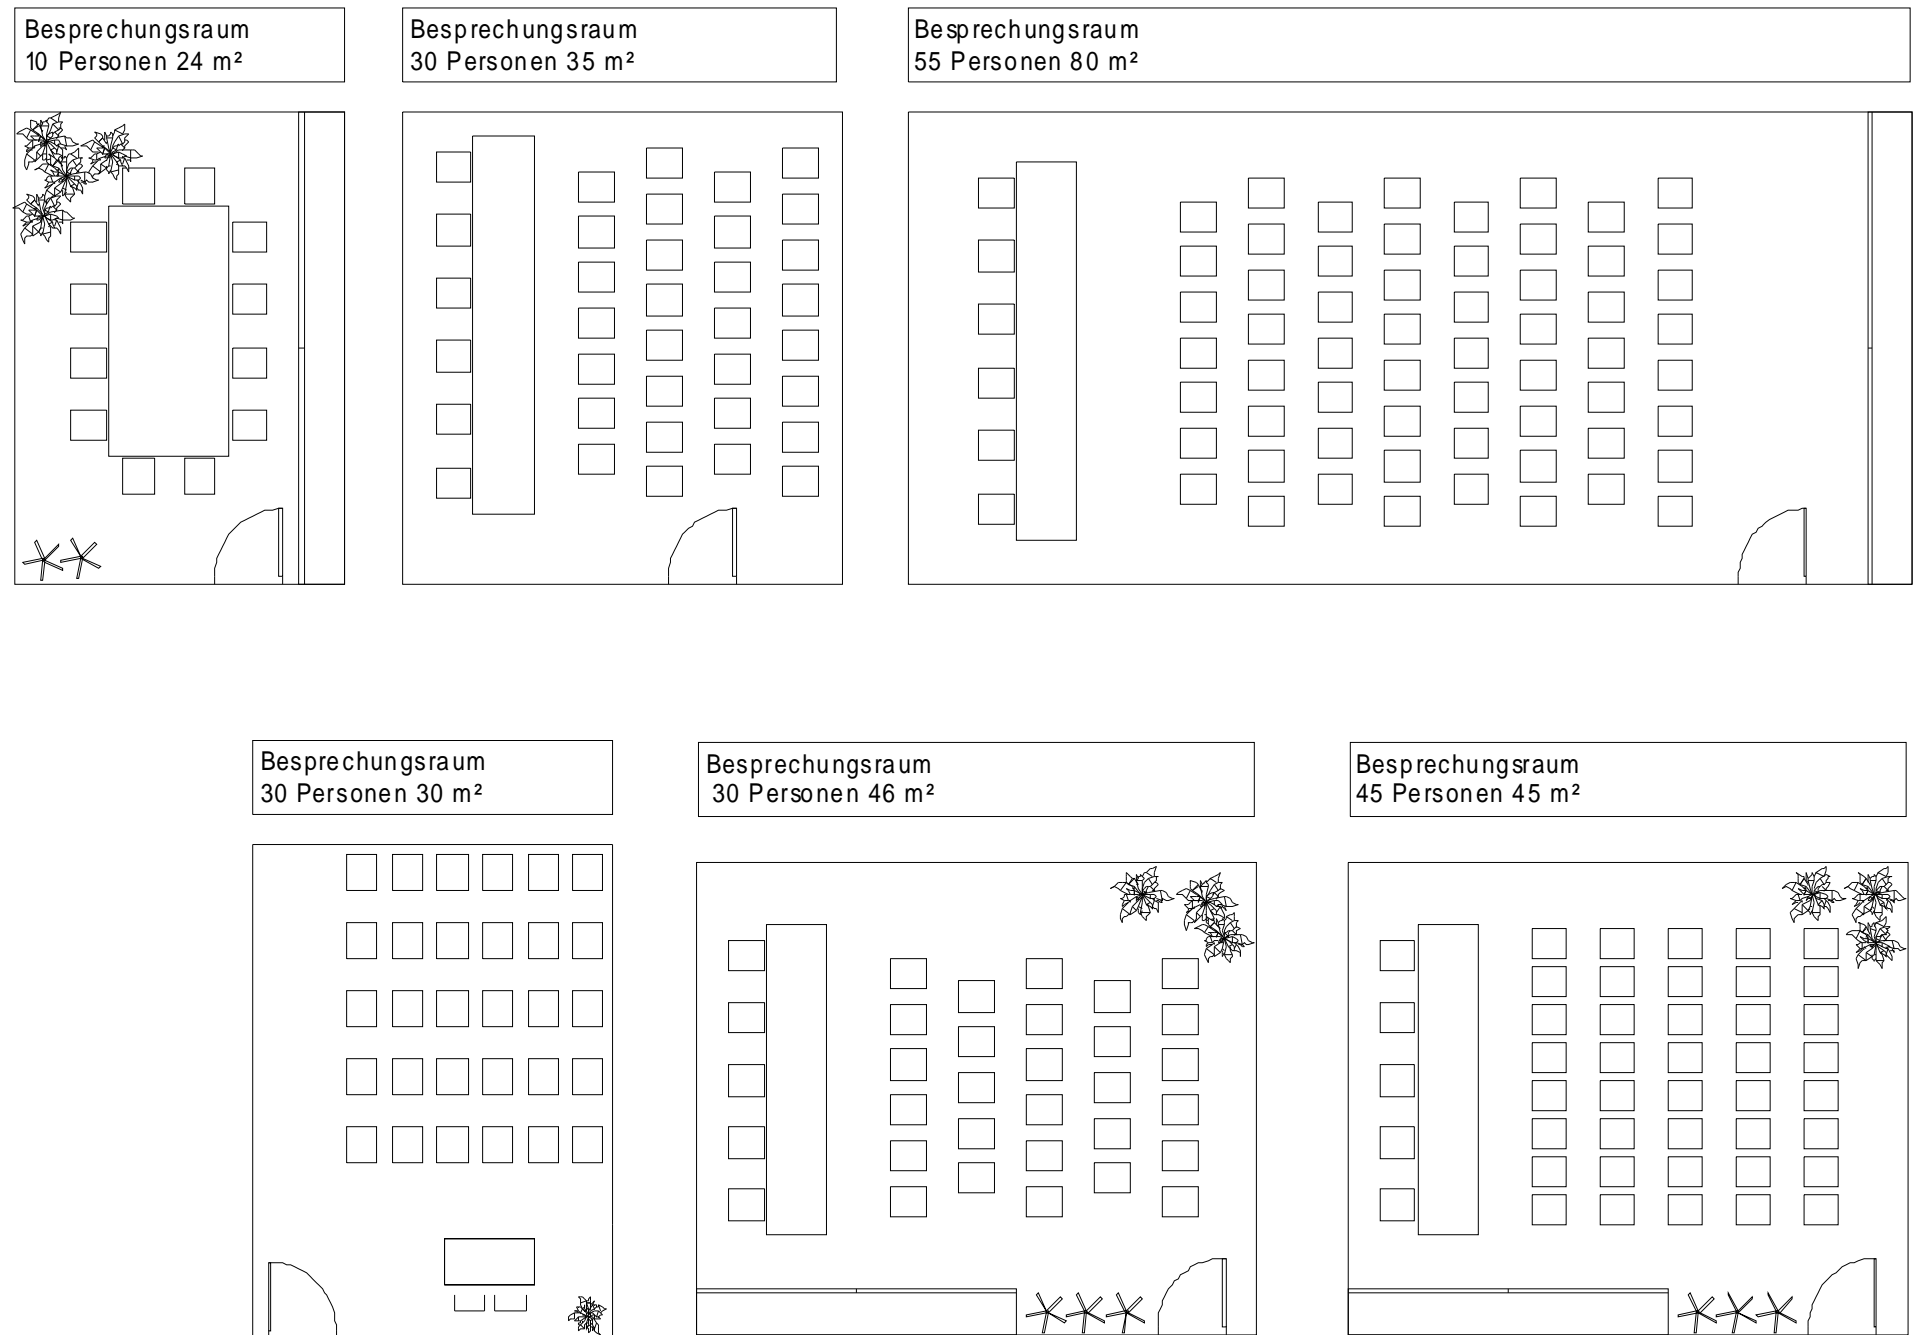 Besprechungsraum
10 Personen 24 m²
Besprechungsraum
30 Personen 35 m²
Besprechungsraum
55 Personen 80 m²
Besprechungsraum
30 Personen 30 m²
Besprechungsraum
30 Personen 46 m²
Besprechungsraum
45 Personen 45 m²